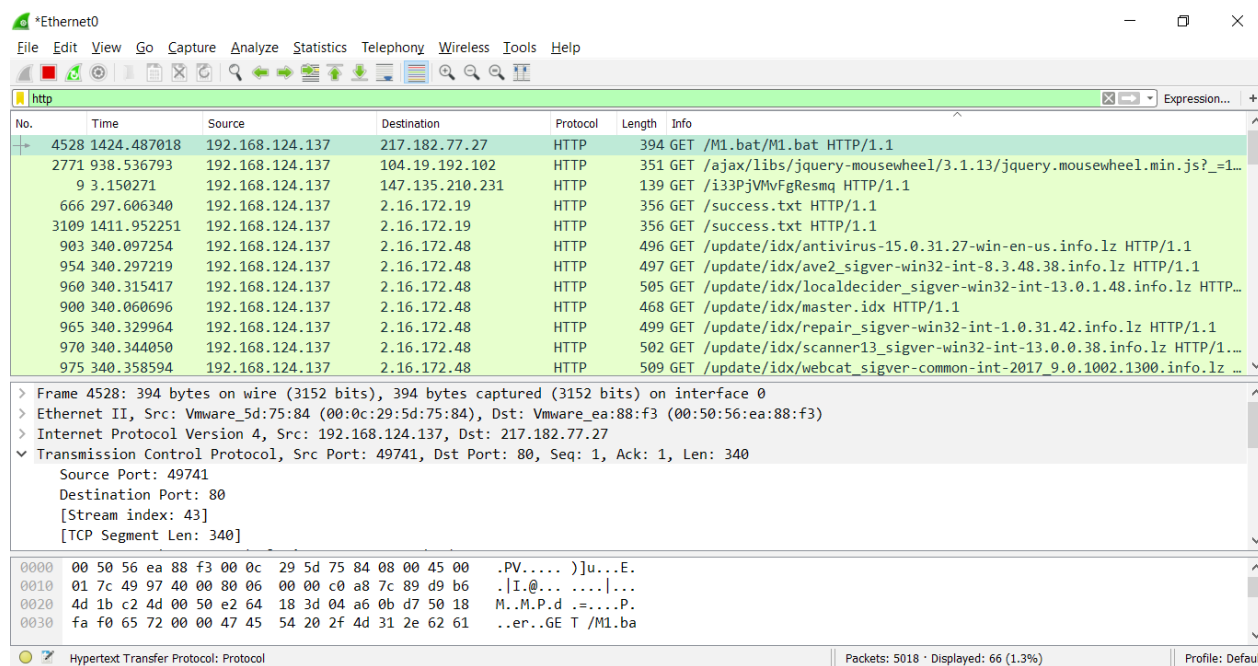 *Ethernet0
File Edit View Go Capture Analyze Statistics Telephony Wireless Tools Help
http Expression... +
No. Time Source Destination Protocol Length Info
4528 1424.487018 192.168.124.137 217.182.77.27 HTTP 394 GET /M1.bat/M1.bat HTTP/1.1
2771 938.536793 192.168.124.137 104.19.192.102 HTTP 351 GET /ajax/libs/jquery-mousewheel/3.1.13/jquery.mousewheel.min.js?_=1…
9 3.150271 192.168.124.137 147.135.210.231 HTTP 139 GET /i33PjVMvFgResmq HTTP/1.1
666 297.606340 192.168.124.137 2.16.172.19 HTTP 356 GET /success.txt HTTP/1.1
3109 1411.952251 192.168.124.137 2.16.172.19 HTTP 356 GET /success.txt HTTP/1.1
903 340.097254 192.168.124.137 2.16.172.48 HTTP 496 GET /update/idx/antivirus-15.0.31.27-win-en-us.info.lz HTTP/1.1
954 340.297219 192.168.124.137 2.16.172.48 HTTP 497 GET /update/idx/ave2_sigver-win32-int-8.3.48.38.info.lz HTTP/1.1
960 340.315417 192.168.124.137 2.16.172.48 HTTP 505 GET /update/idx/localdecider_sigver-win32-int-13.0.1.48.info.lz HTTP…
900 340.060696 192.168.124.137 2.16.172.48 HTTP 468 GET /update/idx/master.idx HTTP/1.1
965 340.329964 192.168.124.137 2.16.172.48 HTTP 499 GET /update/idx/repair_sigver-win32-int-1.0.31.42.info.lz HTTP/1.1
970 340.344050 192.168.124.137 2.16.172.48 HTTP 502 GET /update/idx/scanner13_sigver-win32-int-13.0.0.38.info.lz HTTP/1.…
975 340.358594 192.168.124.137 2.16.172.48 HTTP 509 GET /update/idx/webcat_sigver-common-int-2017_9.0.1002.1300.info.lz …
Frame 4528: 394 bytes on wire (3152 bits), 394 bytes captured (3152 bits) on interface 0
Ethernet II, Src: Vmware_5d:75:84 (00:0c:29:5d:75:84), Dst: Vmware_ea:88:f3 (00:50:56:ea:88:f3)
Internet Protocol Version 4, Src: 192.168.124.137, Dst: 217.182.77.27
Transmission Control Protocol, Src Port: 49741, Dst Port: 80, Seq: 1, Ack: 1, Len: 340
Source Port: 49741
Destination Port: 80
[Stream index: 43]
[TCP Segment Len: 340]
0000 00 50 56 ea 88 f3 00 0c 29 5d 75 84 08 00 45 00 .PV..... )]u...E.
0010 01 7c 49 97 40 00 80 06 00 00 c0 a8 7c 89 d9 b6 .|I.@... ....|...
0020 4d 1b c2 4d 00 50 e2 64 18 3d 04 a6 0b d7 50 18 M..M.P.d .=....P.
0030 fa f0 65 72 00 00 47 45 54 20 2f 4d 31 2e 62 61 ..er..GE T /M1.ba
Hypertext Transfer Protocol: Protocol Packets: 5018 · Displayed: 66 (1.3%) Profile: Defau